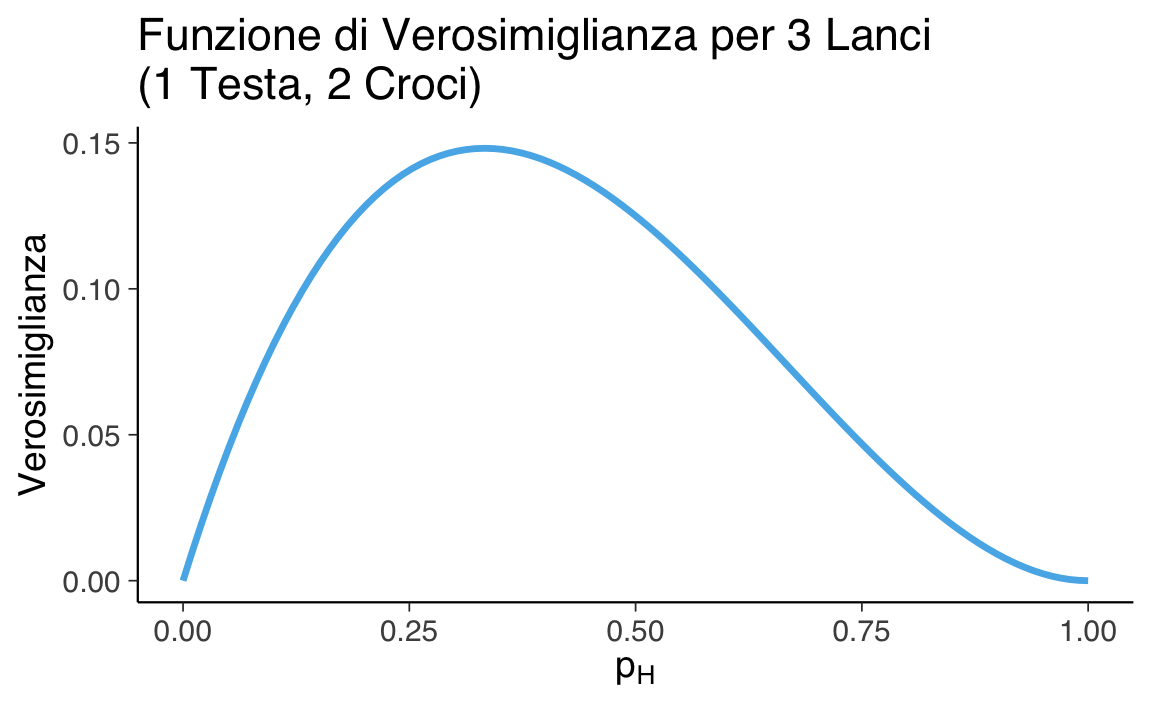 Funzione di Verosimiglianza per 3 Lanci
(1 Testa, 2 Croci)
Verosimiglianza
0.15
0.10
0.05
0.00
0.00 0.25 0.50 0.75 1.00
pH